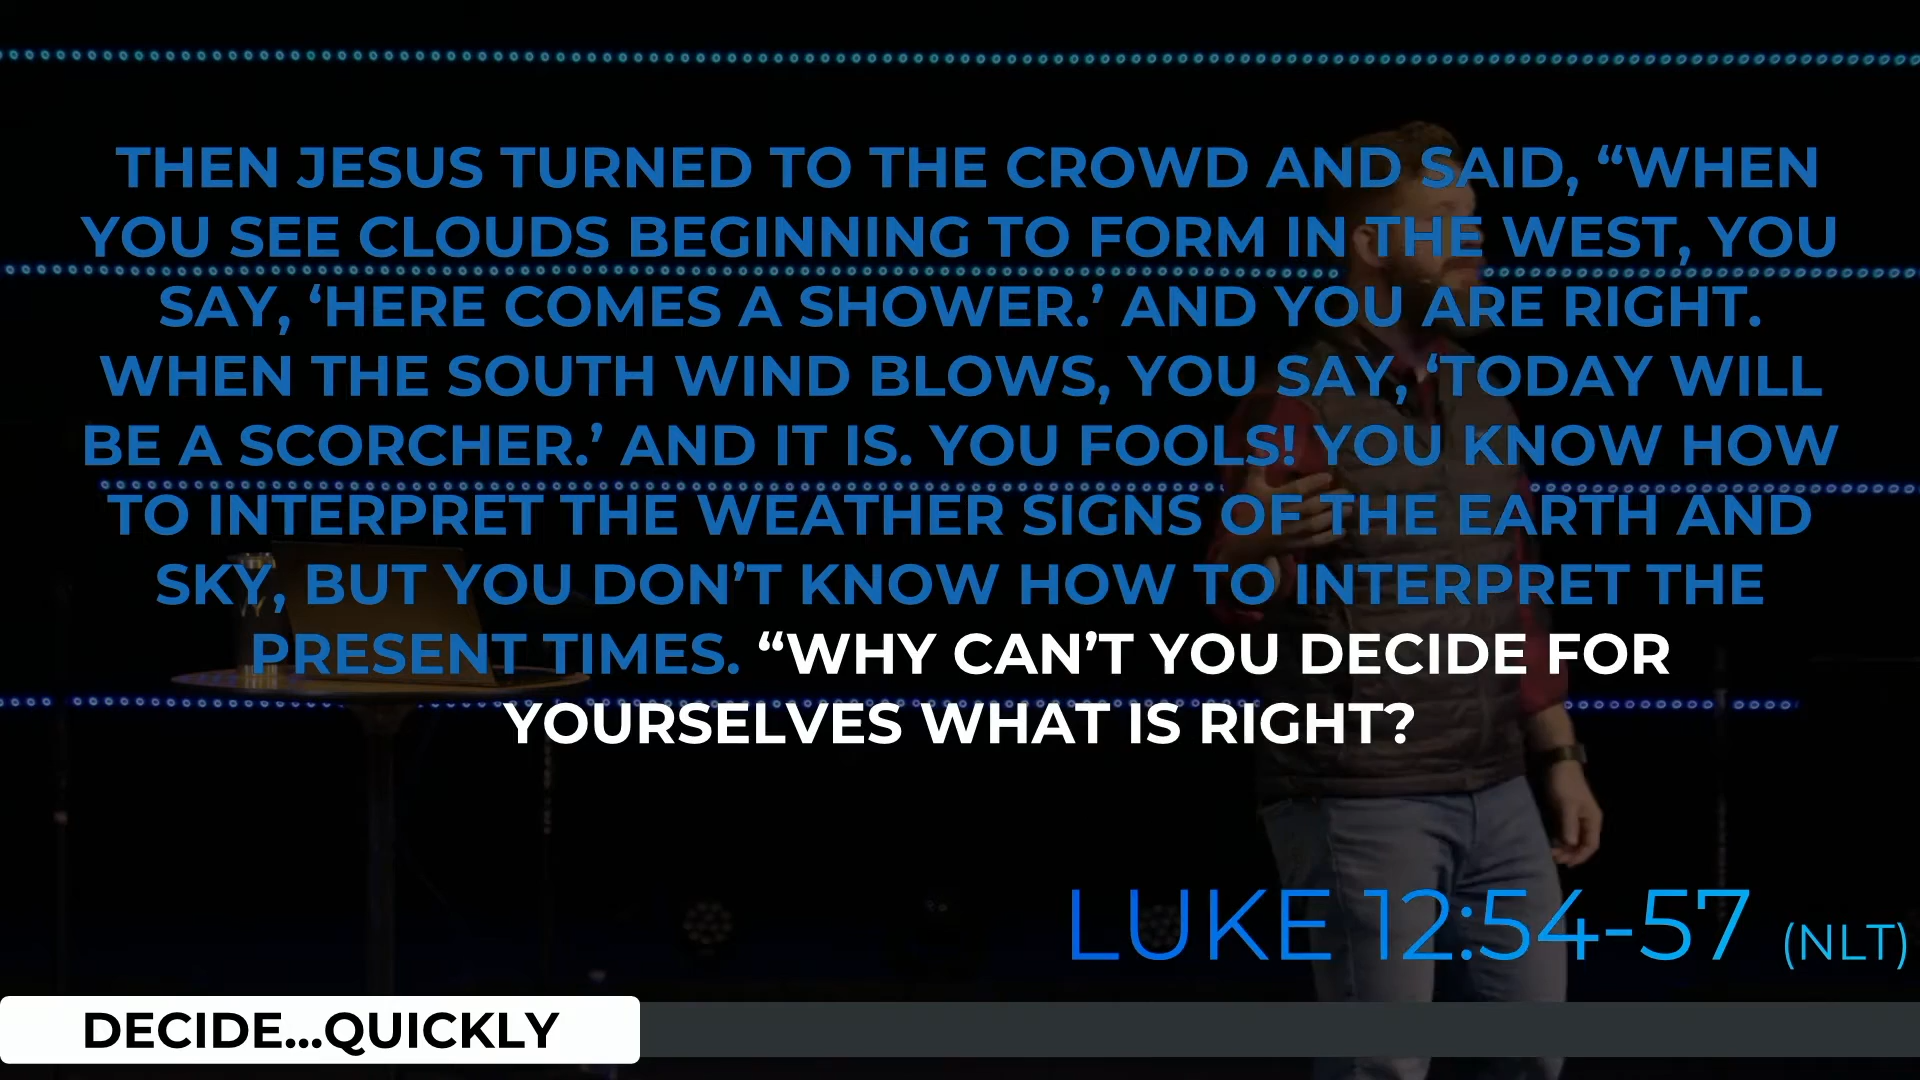 THEN JESUS TURNED TO THE CROWD AND SAID, “WHEN
YOU SEE CLOUDS BEGINNING TO FORM IN THE WEST, YOU
SAY, ‘HERE COMES A SHOWER.’ AND YOU ARE RIGHT.
WHEN THE SOUTH WIND BLOWS, YOU SAY, ‘TODAY WILL
BE A SCORCHER.’ AND IT IS. YOU FOOLS! YOU KNOW HOW
TO INTERPRET THE WEATHER SIGNS OF THE EARTH AND
SKY, BUT YOU DON’T KNOW HOW TO INTERPRET THE
PRESENT TIMES. “WHY CAN’T YOU DECIDE FOR
YOURSELVES WHAT IS RIGHT?
LUKE 12:54-57 (NLT)
DECIDE...QUICKLY